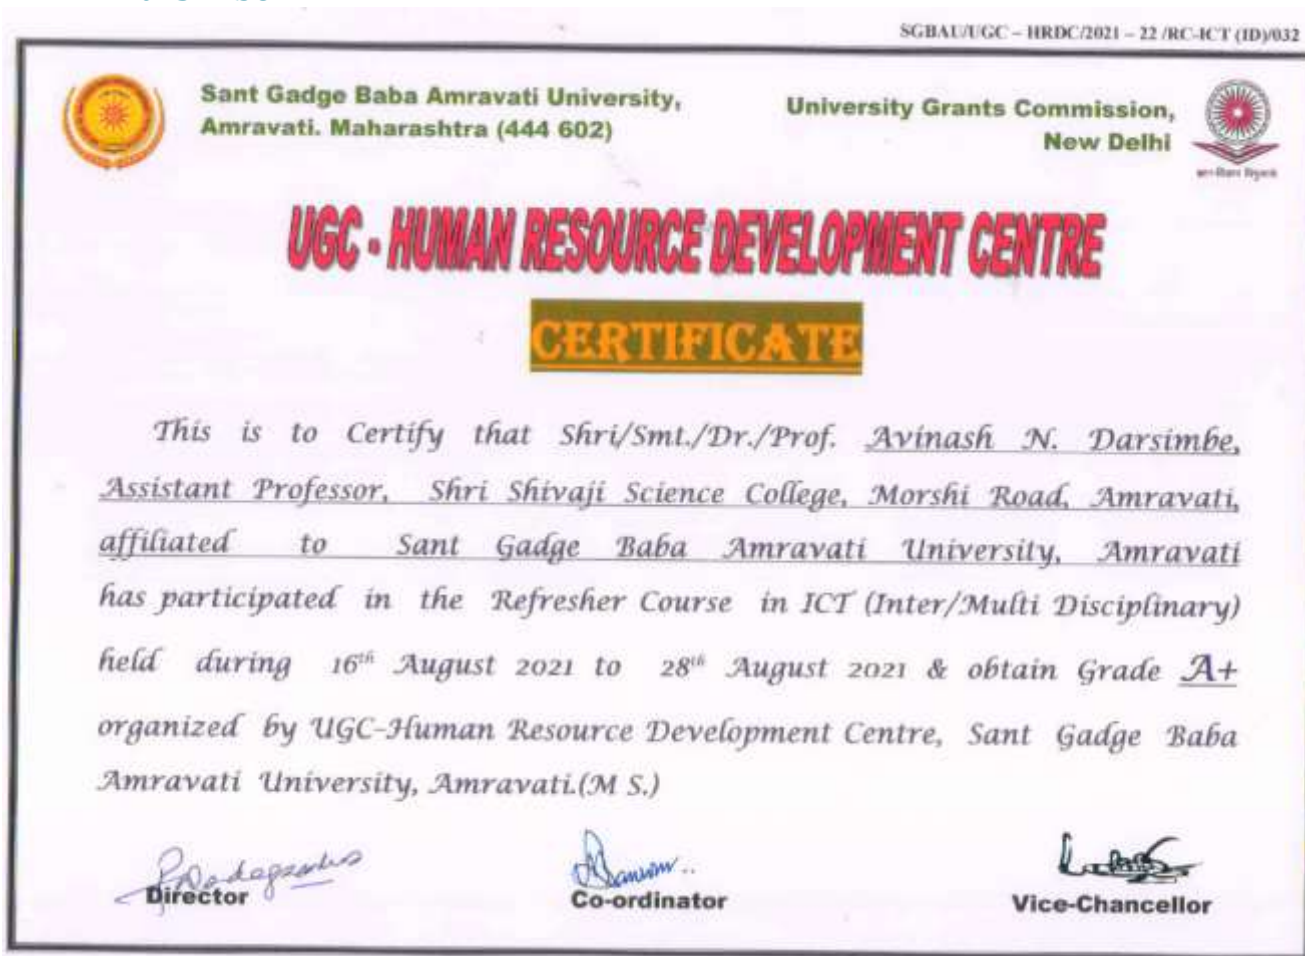 SGBAU/UGC – HRDC/2021 – 22 /RC-ICT (ID)/032
Sant Gadge Baba Amravati University,
Amravati. Maharashtra (444 602)
University Grants Commission,
New Delhi
UGC - HUMAN RESOURCE DEVELOPMENT CENTRE
CERTIFICATE
This is to Certify that Shri/Smt./Dr./Prof. Avinash N. Darsimbe,
Assistant Professor, Shri Shivaji Science College, Morshi Road, Amravati,
affiliated to Sant Gadge Baba Amravati University, Amravati
has participated in the Refresher Course in ICT (Inter/Multi Disciplinary)
held during 16th August 2021 to 28th August 2021 & obtain Grade A+
organized by UGC-Human Resource Development Centre, Sant Gadge Baba
Amravati University, Amravati.(M S.)
Director
Co-ordinator
Vice-Chancellor